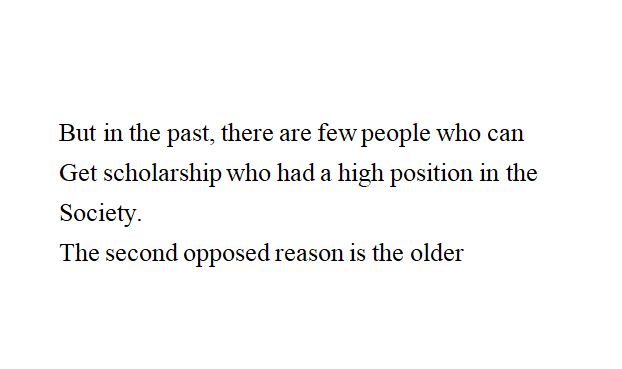 But in the past, there are few people who can
Get scholarship who had a high position in the
Society.
The second opposed reason is the older